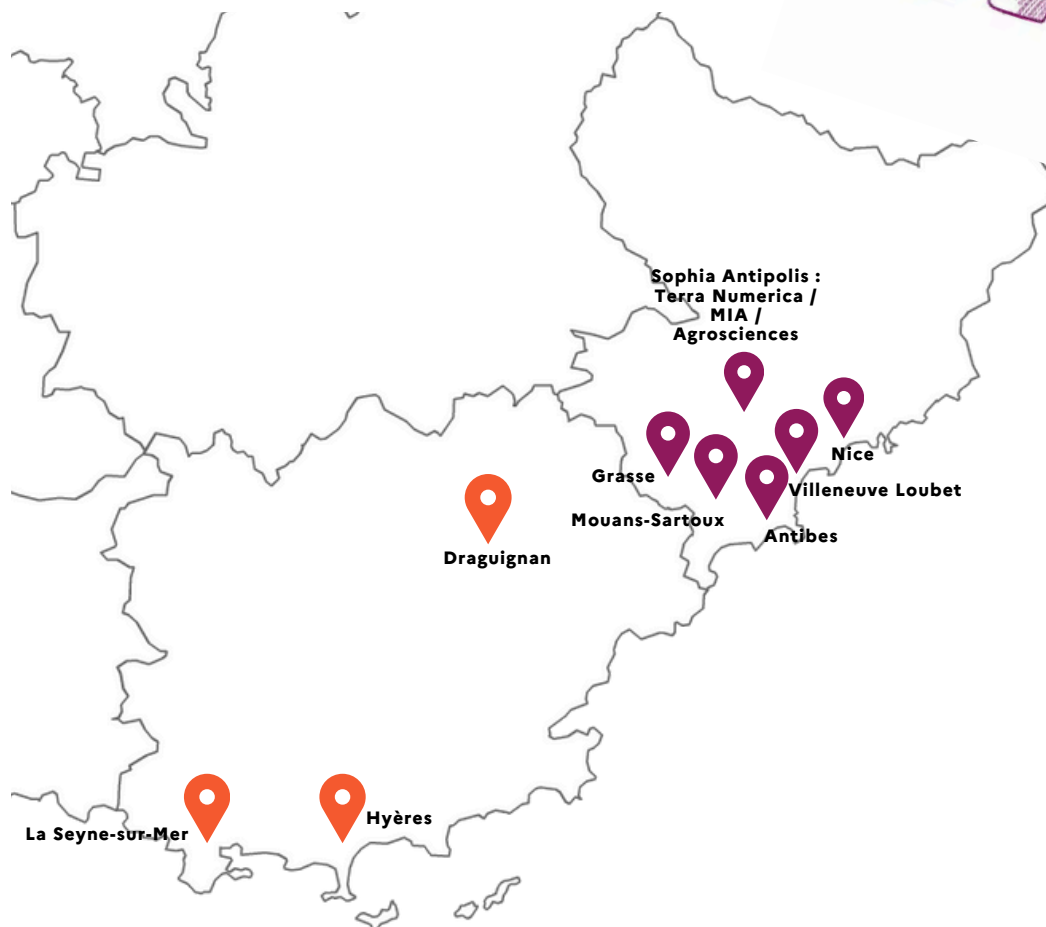 Sophia Antipolis :
Terra Numerica /
MIA /
Agrosciences
Nice
Grasse
Villeneuve Loubet
Mouans-Sartoux
Antibes
Draguignan
Hyères
La Seyne-sur-Mer